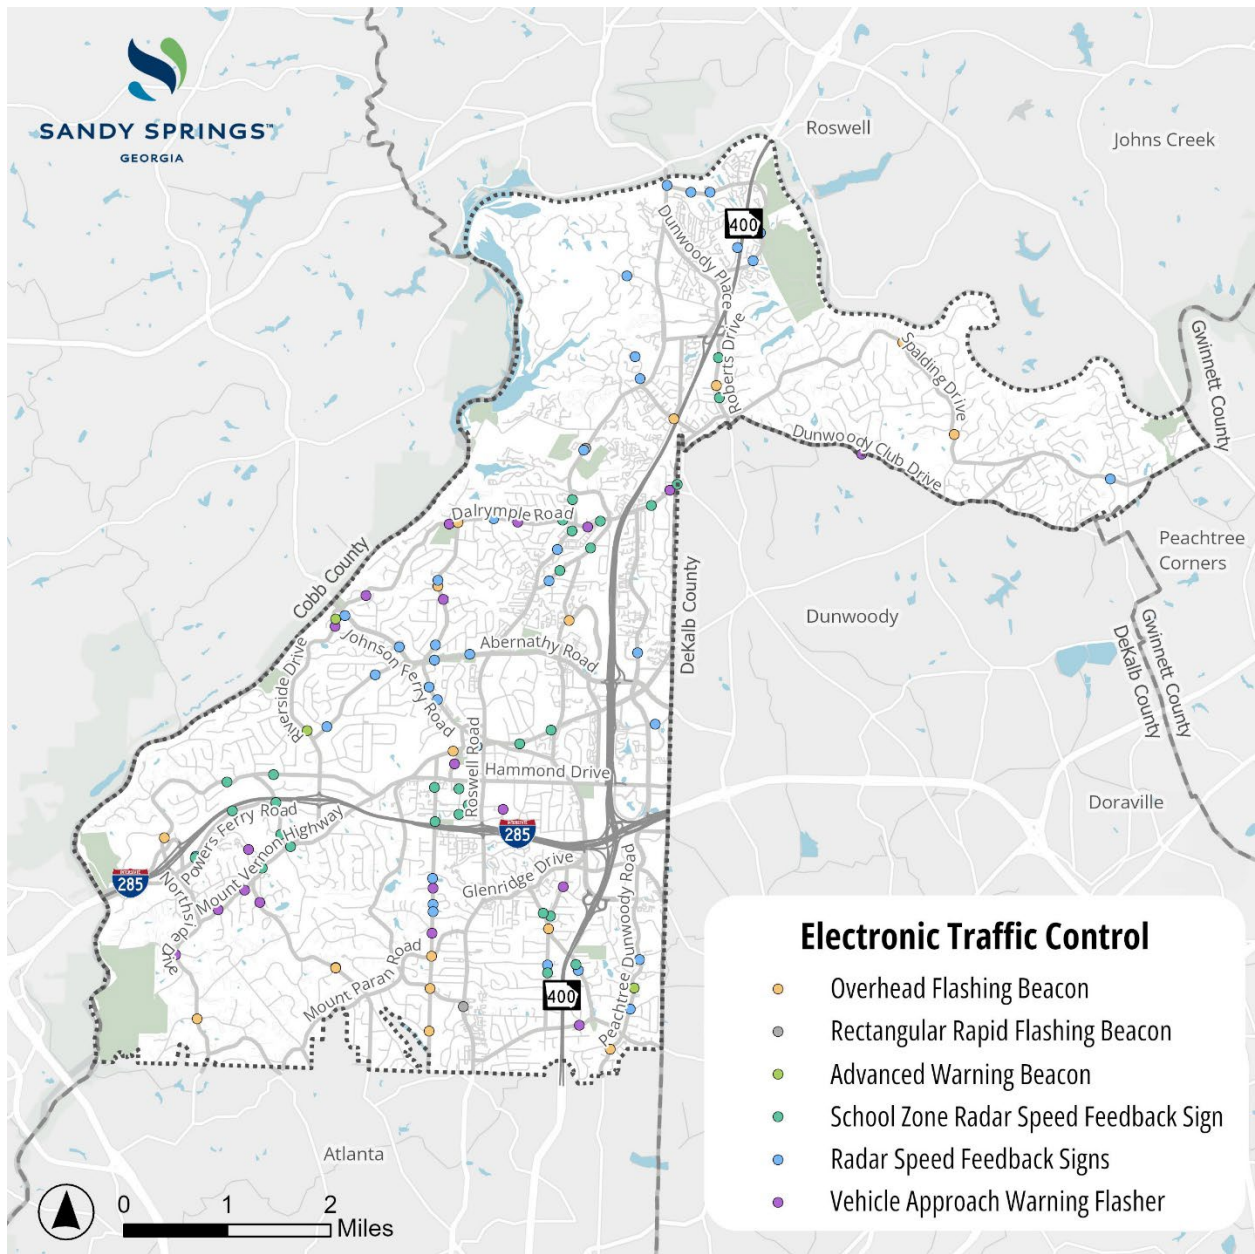 SANDY SPRINGS™
GEORGIA
Roswell
Johns Creek
400
Dunwoody Place
Roberts Drive
Spalding Drive
Gwinnett County
Dunwoody Club Drive
Dalrymple Road
Cobb County
Peachtree
Corners
DeKalb County
Dunwoody
Gwinnett County
DeKalb County
Johnson Ferry Road
Abernathy Road
Riverside Drive
Roswell Road
Hammond Drive
Doraville
Powers Ferry Road
Mount Vernon Highway
INTERSTATE
285
INTERSTATE
285
Glenridge Drive
Northside Drive
Peachtree Dunwoody Road
Mount Paran Road
400
Atlanta
Electronic Traffic Control
Overhead Flashing Beacon
Rectangular Rapid Flashing Beacon
Advanced Warning Beacon
School Zone Radar Speed Feedback Sign
Radar Speed Feedback Signs
Vehicle Approach Warning Flasher
0 1 2
Miles